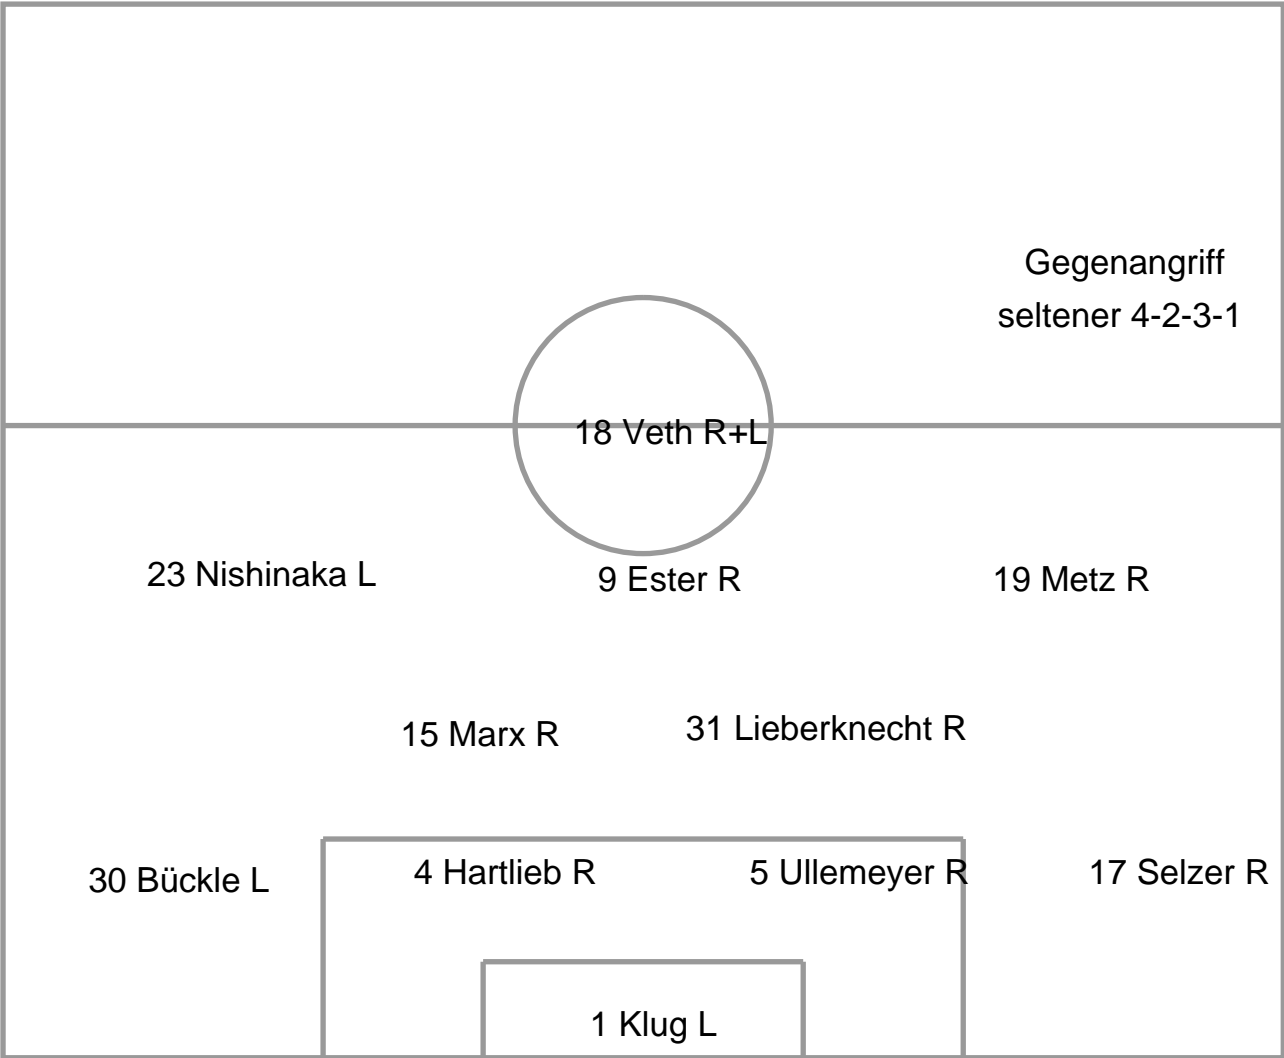 Gegenangriff
seltener 4-2-3-1
18 Veth R+L
23 Nishinaka L
9 Ester R
19 Metz R
15 Marx R
31 Lieberknecht R
30 Bückle L
4 Hartlieb R
5 Ullemeyer R
17 Selzer R
1 Klug L